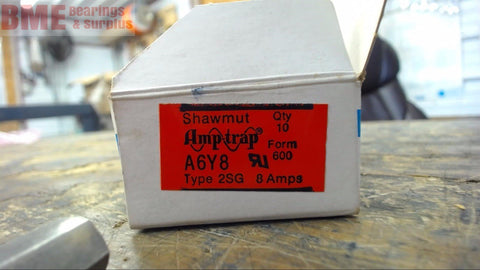 BME Bearings & Surplus
Shawmut Qty 10
Amp-trap® Form 600
A6Y8
Type 2SG 8 Amps